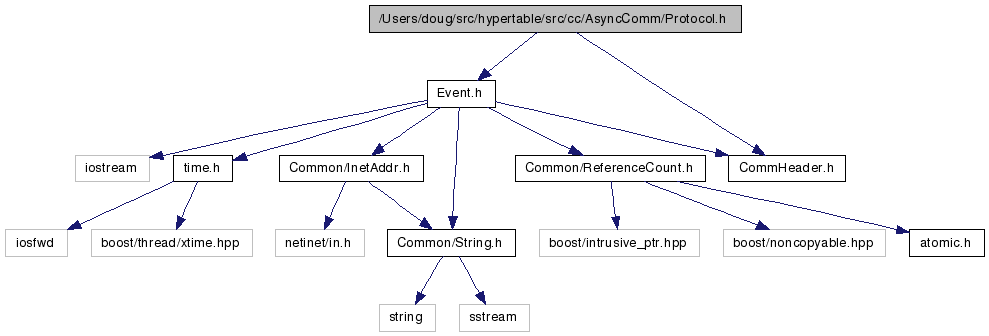 /Users/doug/src/hypertable/src/cc/AsyncComm/Protocol.h
Event.h
iostream
time.h
Common/InetAddr.h
Common/ReferenceCount.h
CommHeader.h
iosfwd
boost/thread/xtime.hpp
netinet/in.h
Common/String.h
boost/intrusive_ptr.hpp
boost/noncopyable.hpp
atomic.h
string
sstream